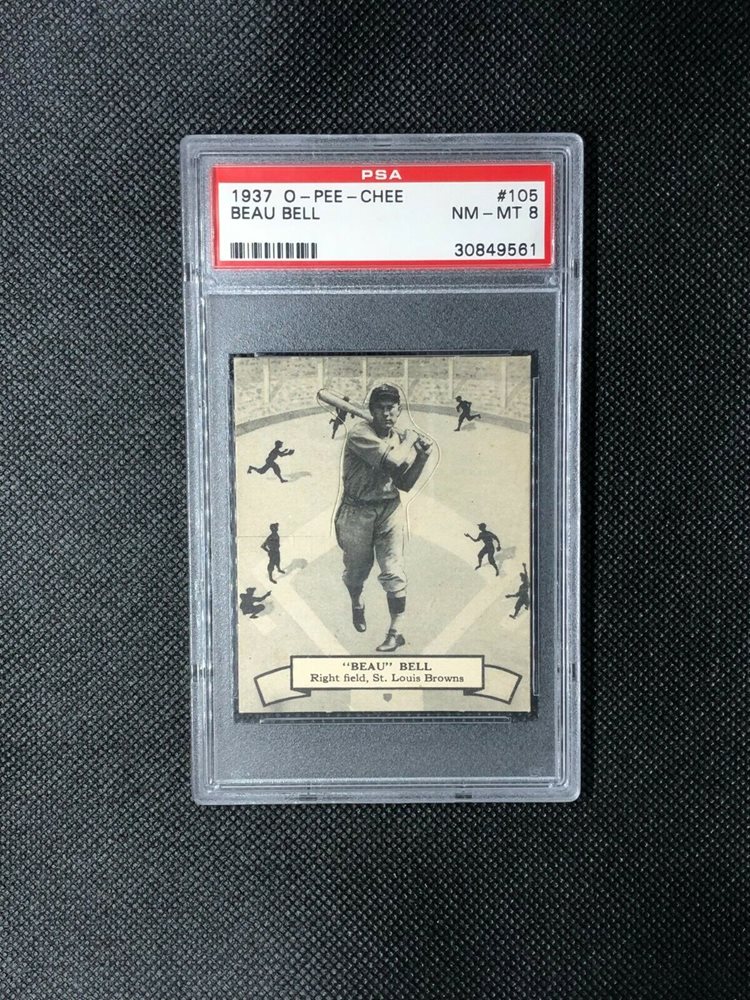 PSA
1937 O-PEE-CHEE #105
BEAU BELL NM-MT 8
30849561
"BEAU" BELL
Right field, St. Louis Browns